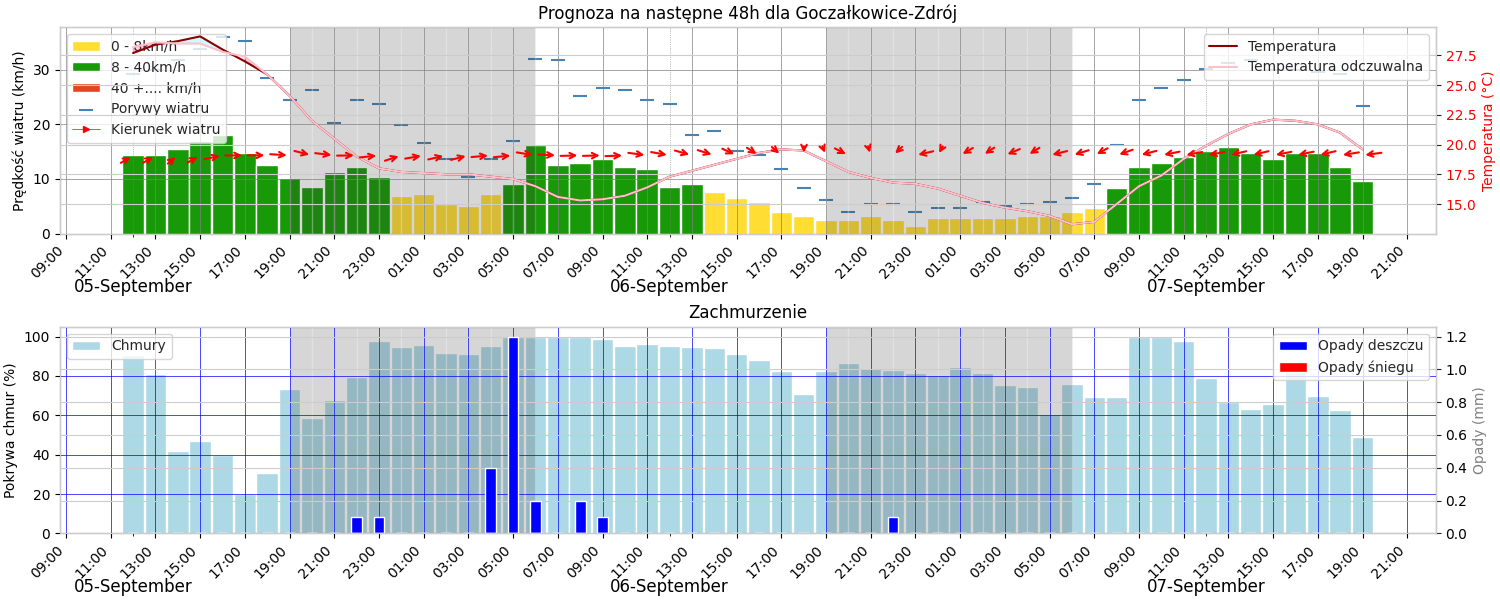 Prognoza na następne 48h dla Goczałkowice-Zdrój
Prędkość wiatru (km/h)
30
20
10
0
0 - 8km/h
8 - 40km/h
40 +.... km/h
Porywy wiatru
Kierunek wiatru
Temperatura
Temperatura odczuwalna
27.5
25.0
22.5
20.0
17.5
15.0
Temperatura (°C)
09:00 11:00 13:00 15:00 17:00 19:00 21:00 23:00 01:00 03:00 05:00 07:00 09:00 11:00 13:00 15:00 17:00 19:00 21:00 23:00 01:00 03:00 05:00 07:00 09:00 11:00 13:00 15:00 17:00 19:00 21:00
05-September 06-September 07-September
Zachmurzenie
Pokrywa chmur (%)
100
80
60
40
20
0
Chmury
Opady deszczu
Opady śniegu
1.2
1.0
0.8
0.6
0.4
0.2
0.0
Opady (mm)
09:00 11:00 13:00 15:00 17:00 19:00 21:00 23:00 01:00 03:00 05:00 07:00 09:00 11:00 13:00 15:00 17:00 19:00 21:00 23:00 01:00 03:00 05:00 07:00 09:00 11:00 13:00 15:00 17:00 19:00 21:00
05-September 06-September 07-September